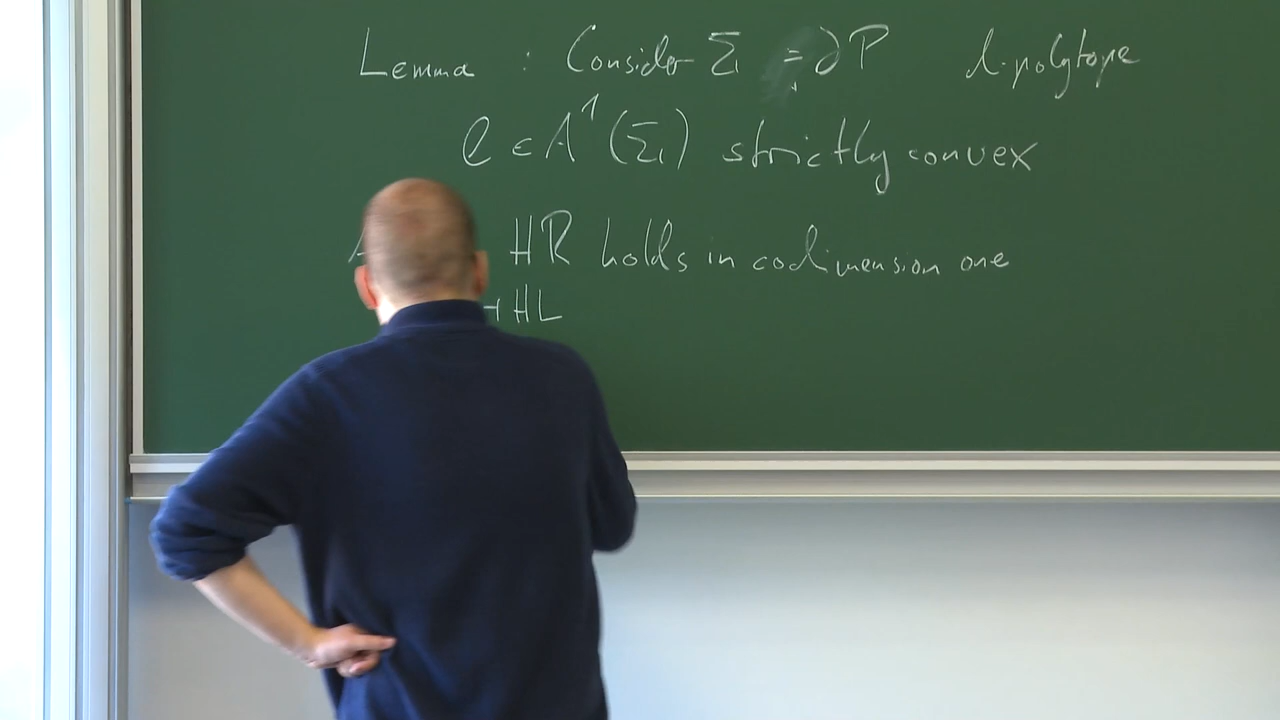 Lemma : Consider Σ = ∂P d-polytope
ℓ ∈ A¹(Σ) strictly convex
HR holds in codimension one
HL